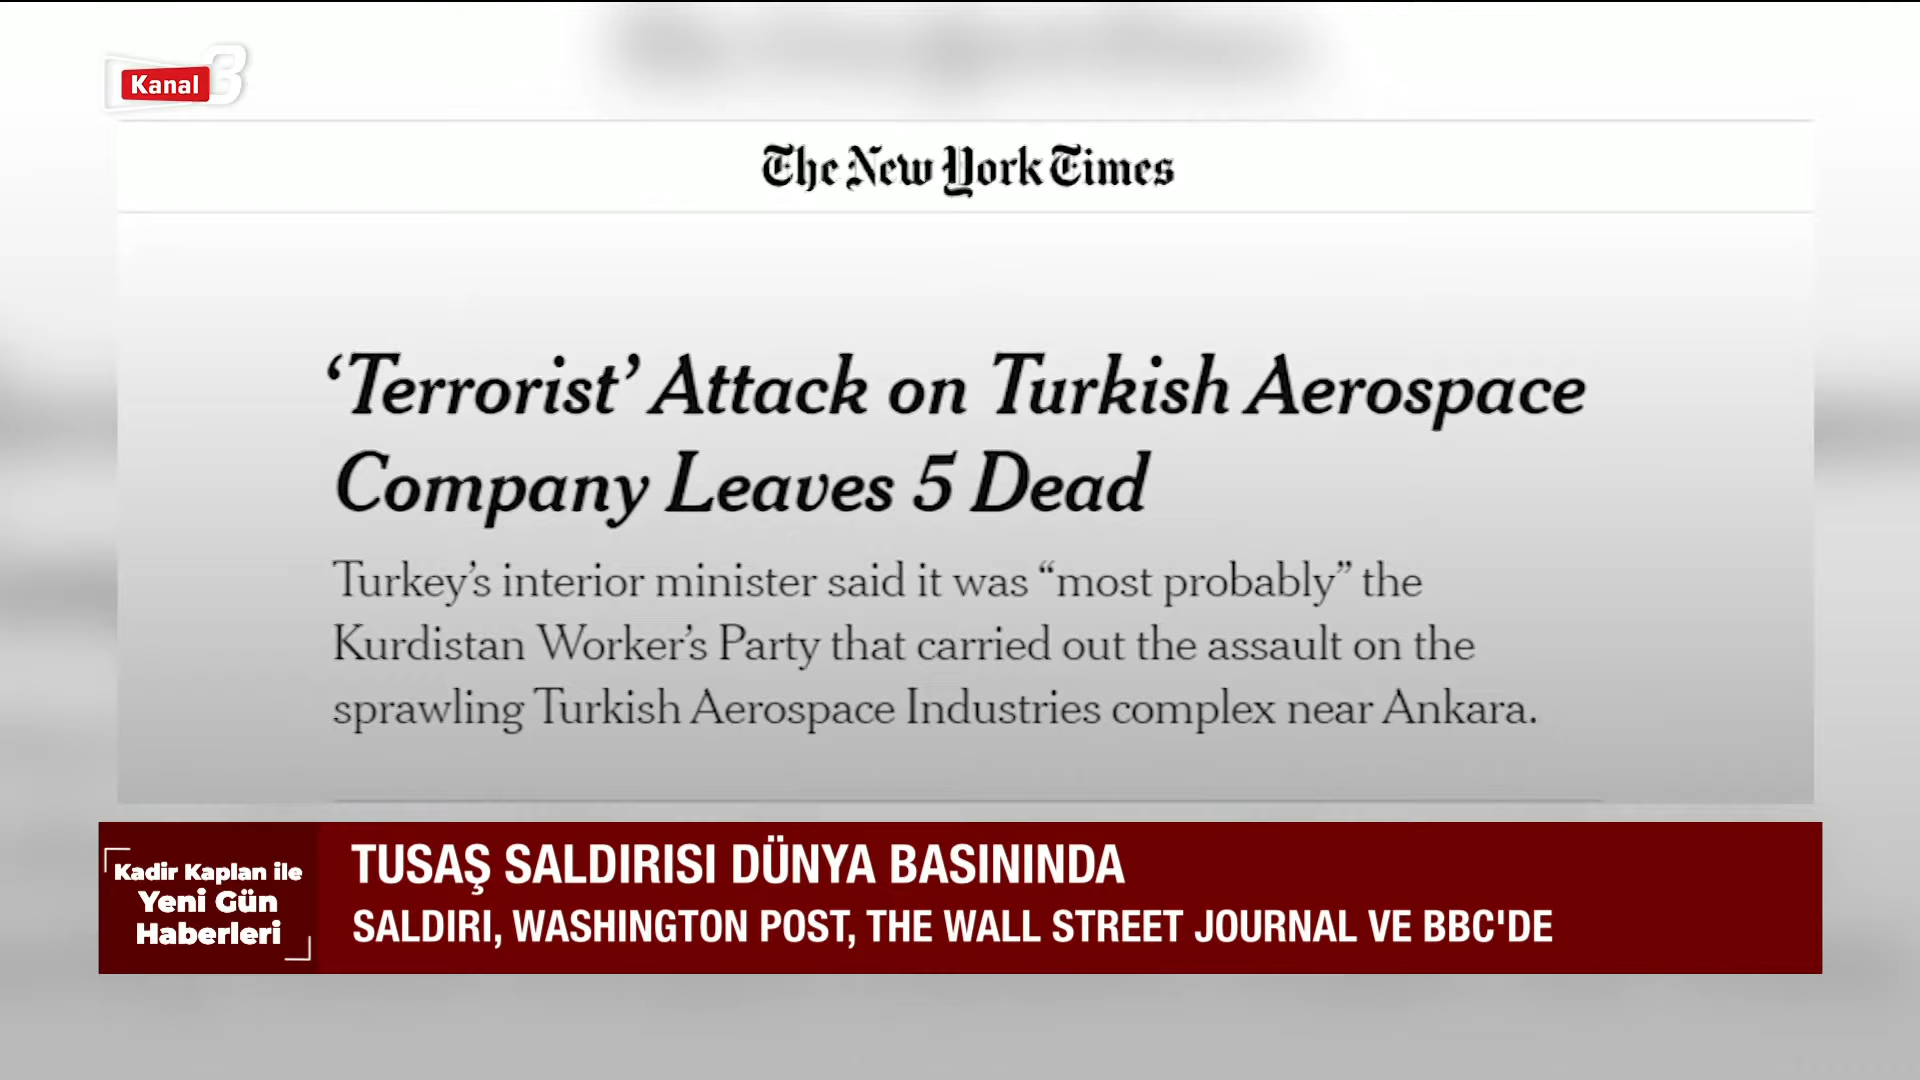 Kanal 3
The New York Times
‘Terrorist’ Attack on Turkish Aerospace
Company Leaves 5 Dead
Turkey’s interior minister said it was “most probably” the
Kurdistan Worker’s Party that carried out the assault on the
sprawling Turkish Aerospace Industries complex near Ankara.
Kadir Kaplan ile
Yeni Gün
Haberleri
TUSAŞ SALDIRISI DÜNYA BASININDA
SALDIRI, WASHINGTON POST, THE WALL STREET JOURNAL VE BBC'DE